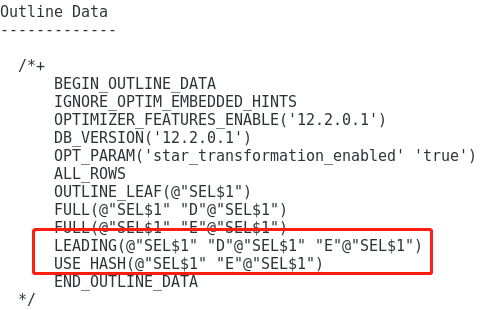 Outline Data
-------------
/*+
BEGIN_OUTLINE_DATA
IGNORE_OPTIM_EMBEDDED_HINTS
OPTIMIZER_FEATURES_ENABLE('12.2.0.1')
DB_VERSION('12.2.0.1')
OPT_PARAM('star_transformation_enabled' 'true')
ALL_ROWS
OUTLINE_LEAF(@"SEL$1")
FULL(@"SEL$1" "D"@"SEL$1")
FULL(@"SEL$1" "E"@"SEL$1")
LEADING(@"SEL$1" "D"@"SEL$1" "E"@"SEL$1")
USE_HASH(@"SEL$1" "E"@"SEL$1")
END_OUTLINE_DATA
*/